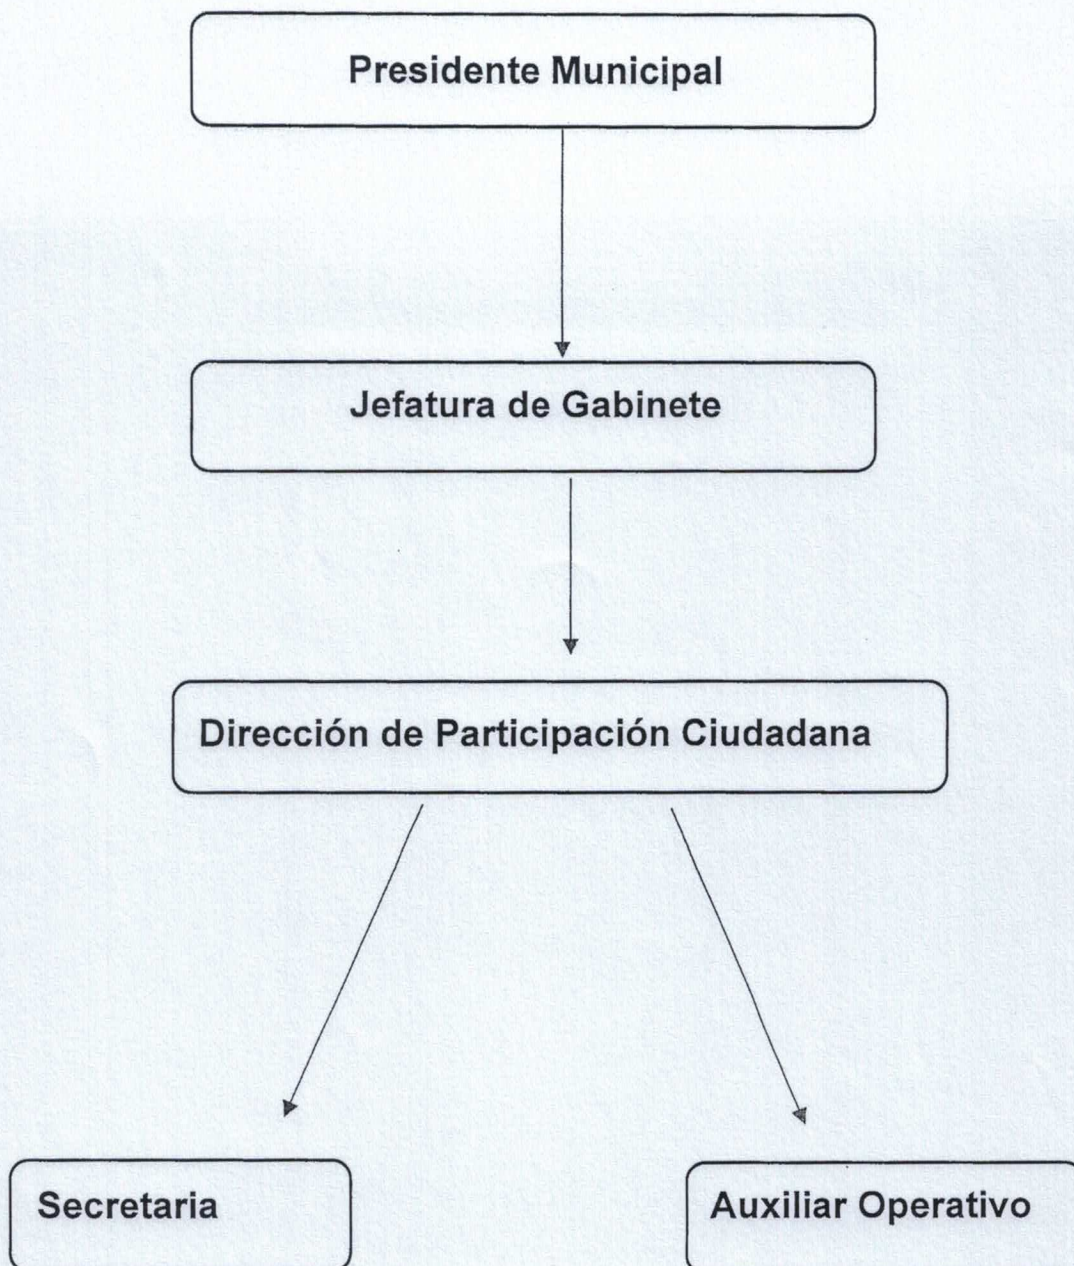 Presidente Municipal
Jefatura de Gabinete
Dirección de Participación Ciudadana
Secretaria
Auxiliar Operativo